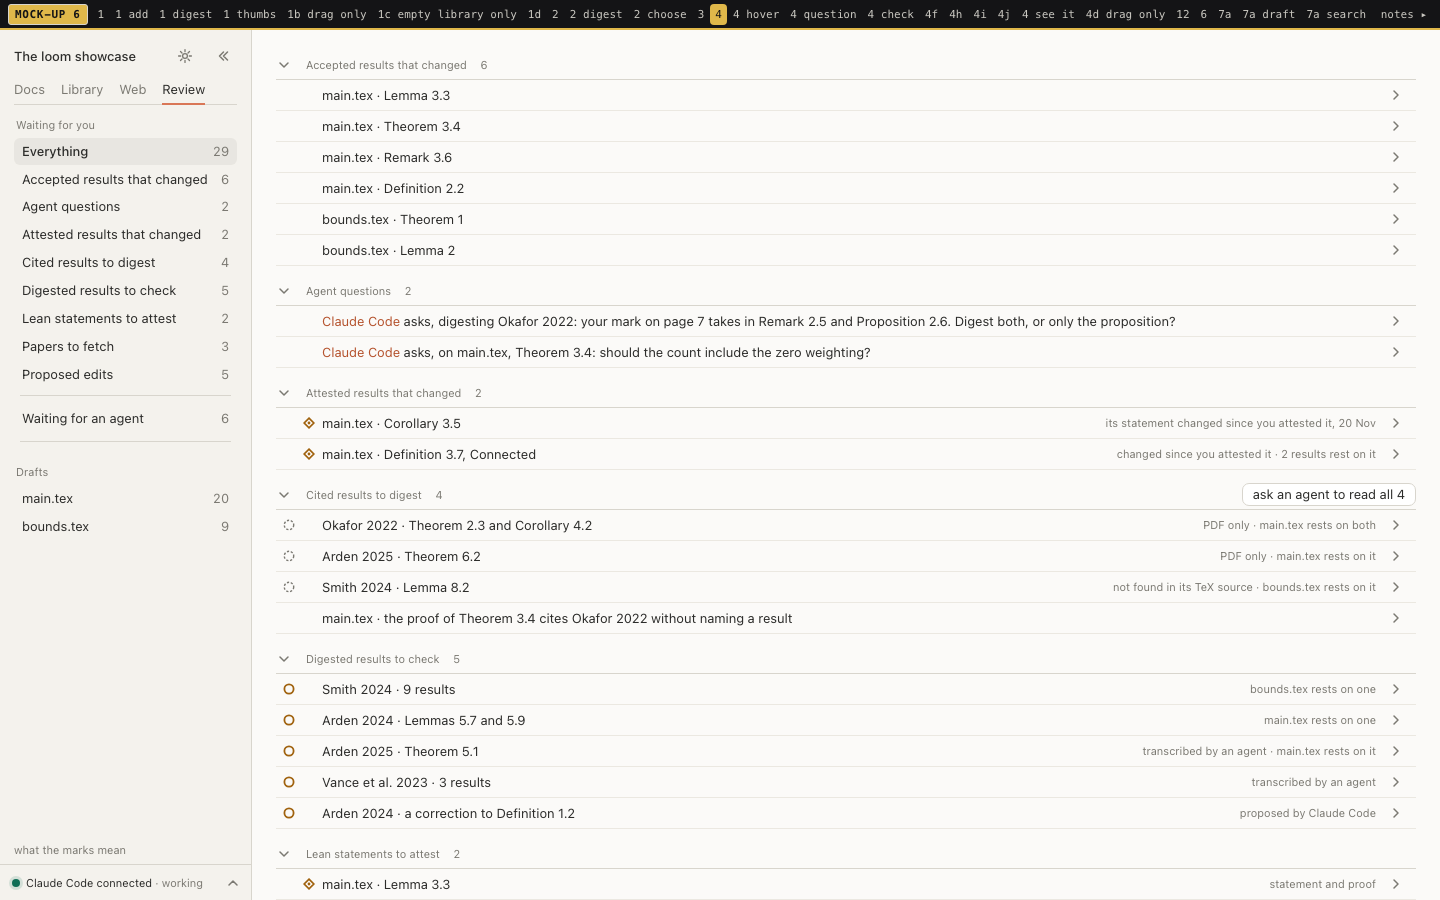 MOCK-UP 6 1 1 add 1 digest 1 thumbs 1b drag only 1c empty library only 1d 2 2 digest 2 choose 3 4 4 hover 4 question 4 check 4f 4h 4i 4j 4 see it 4d drag only 12 6 7a 7a draft 7a search notes ▸
The loom showcase
Docs Library Web Review
Waiting for you
Everything 29
Accepted results that changed 6
Agent questions 2
Attested results that changed 2
Cited results to digest 4
Digested results to check 5
Lean statements to attest 2
Papers to fetch 3
Proposed edits 5
Waiting for an agent 6
Drafts
main.tex 20
bounds.tex 9
what the marks mean
Claude Code connected · working
Accepted results that changed 6
main.tex · Lemma 3.3
main.tex · Theorem 3.4
main.tex · Remark 3.6
main.tex · Definition 2.2
bounds.tex · Theorem 1
bounds.tex · Lemma 2
Agent questions 2
Claude Code asks, digesting Okafor 2022: your mark on page 7 takes in Remark 2.5 and Proposition 2.6. Digest both, or only the proposition?
Claude Code asks, on main.tex, Theorem 3.4: should the count include the zero weighting?
Attested results that changed 2
main.tex · Corollary 3.5 its statement changed since you attested it, 20 Nov
main.tex · Definition 3.7, Connected changed since you attested it · 2 results rest on it
Cited results to digest 4 ask an agent to read all 4
Okafor 2022 · Theorem 2.3 and Corollary 4.2 PDF only · main.tex rests on both
Arden 2025 · Theorem 6.2 PDF only · main.tex rests on it
Smith 2024 · Lemma 8.2 not found in its TeX source · bounds.tex rests on it
main.tex · the proof of Theorem 3.4 cites Okafor 2022 without naming a result
Digested results to check 5
Smith 2024 · 9 results bounds.tex rests on one
Arden 2024 · Lemmas 5.7 and 5.9 main.tex rests on one
Arden 2025 · Theorem 5.1 transcribed by an agent · main.tex rests on it
Vance et al. 2023 · 3 results transcribed by an agent
Arden 2024 · a correction to Definition 1.2 proposed by Claude Code
Lean statements to attest 2
main.tex · Lemma 3.3 statement and proof